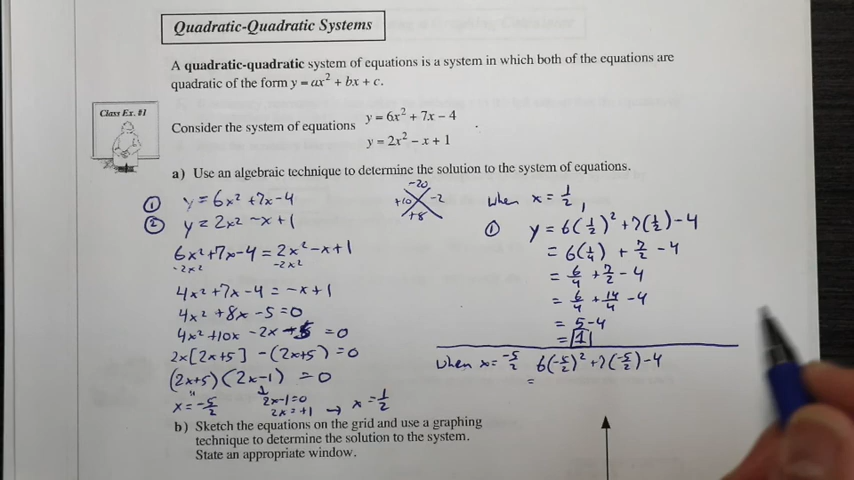 Quadratic-Quadratic Systems
A quadratic-quadratic system of equations is a system in which both of the equations are
quadratic of the form y = ax² + bx + c.
Class Ex. #1
Consider the system of equations
y = 6x² + 7x − 4
y = 2x² − x + 1
.
a) Use an algebraic technique to determine the solution to the system of equations.
① y = 6x² + 7x - 4
② y = 2x² - x + 1
6x² + 7x - 4 = 2x² - x + 1
-2x² -2x²
4x² + 7x - 4 = -x + 1
4x² + 8x - 5 = 0
4x² + 10x - 2x - 5 = 0
2x[2x+5] - (2x+5) = 0
(2x+5)(2x-1) = 0
x = -5/2
2x-1=0
2x=+1 → x = 1/2
-20
+10 -2
+8
when x = 1/2,
① y = 6(1/2)² + 7(1/2) - 4
= 6(1/4) + 7/2 - 4
= 6/4 + 7/2 - 4
= 6/4 + 14/4 - 4
= 5 - 4
= 1
when x = -5/2 6(-5/2)² + 7(-5/2) - 4
=
b) Sketch the equations on the grid and use a graphing
technique to determine the solution to the system.
State an appropriate window.